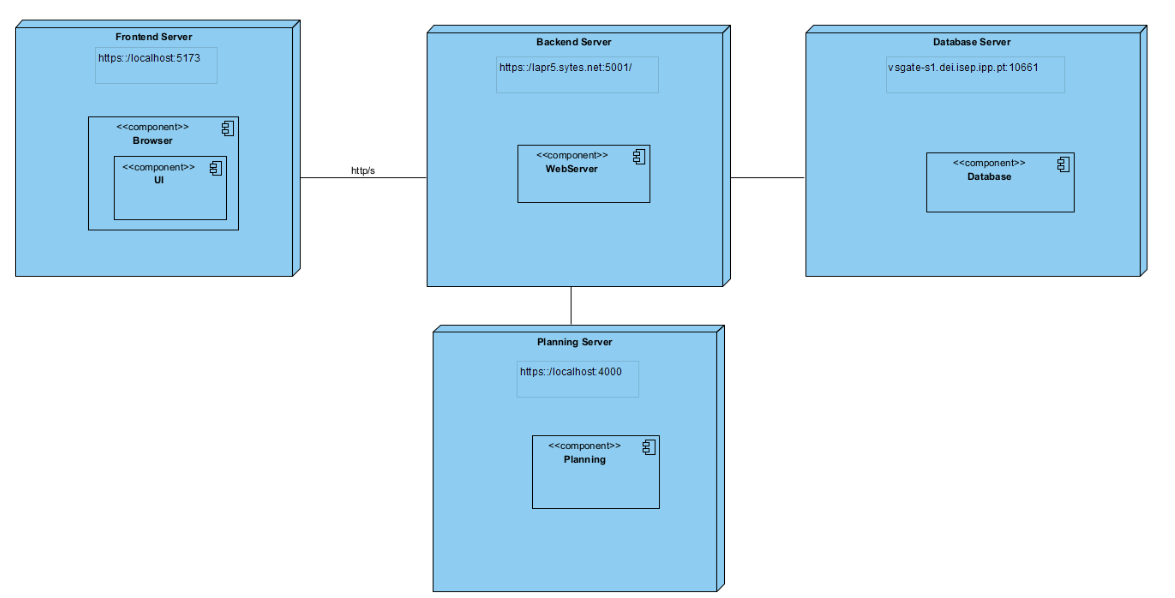 Frontend Server
https://localhost:5173
<<component>>
Browser
<<component>>
UI
http/s
Backend Server
https://lapr5.sytes.net:5001/
<<component>>
WebServer
Database Server
vsgate-s1.dei.isep.ipp.pt:10661
<<component>>
Database
Planning Server
https://localhost:4000
<<component>>
Planning